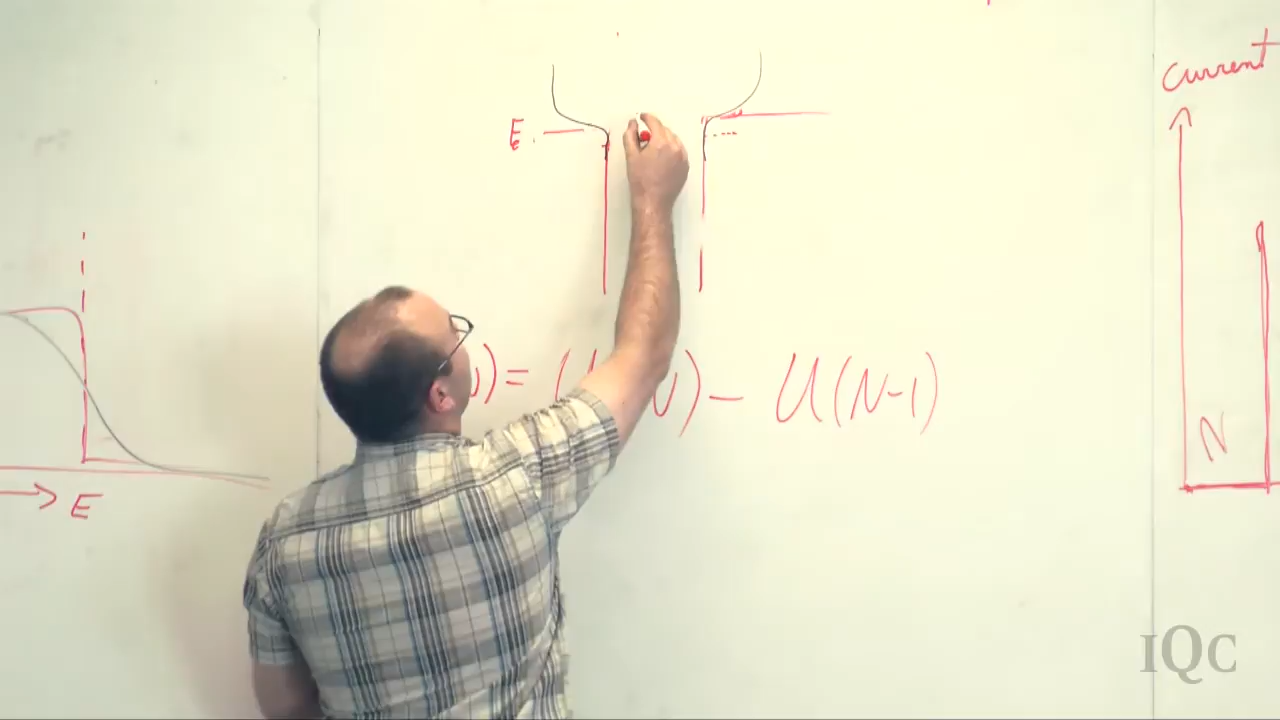 current
E
) = ( ) - U(N-1)
N
E
IQC